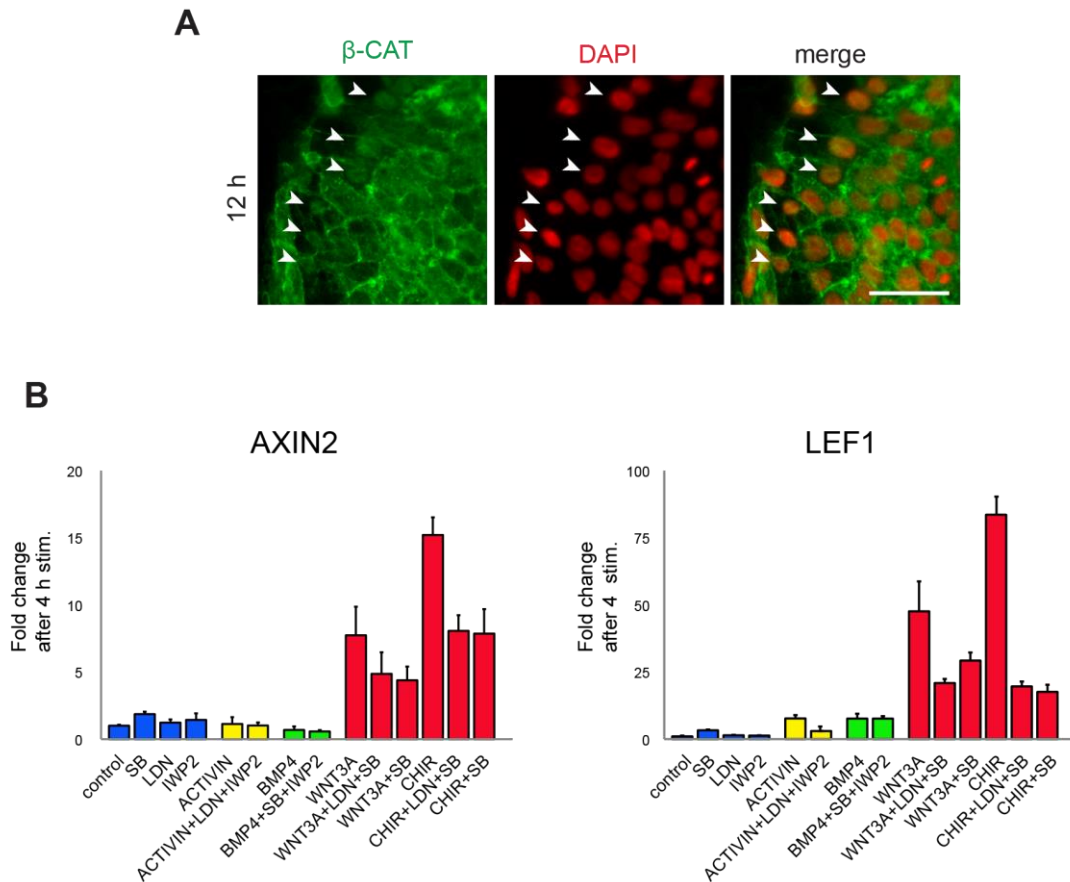 A
β-CAT
DAPI
merge
12 h
B
AXIN2
Fold change
after 4 h stim.
20
15
10
5
0
control
SB
LDN
IWP2
ACTIVIN
ACTIVIN+LDN+IWP2
BMP4
BMP4+SB+IWP2
WNT3A
WNT3A+LDN+SB
WNT3A+SB
CHIR
CHIR+LDN+SB
CHIR+SB
LEF1
Fold change
after 4 stim.
100
75
50
25
0
control
SB
LDN
IWP2
ACTIVIN
ACTIVIN+LDN+IWP2
BMP4
BMP4+SB+IWP2
WNT3A
WNT3A+LDN+SB
WNT3A+SB
CHIR
CHIR+LDN+SB
CHIR+SB